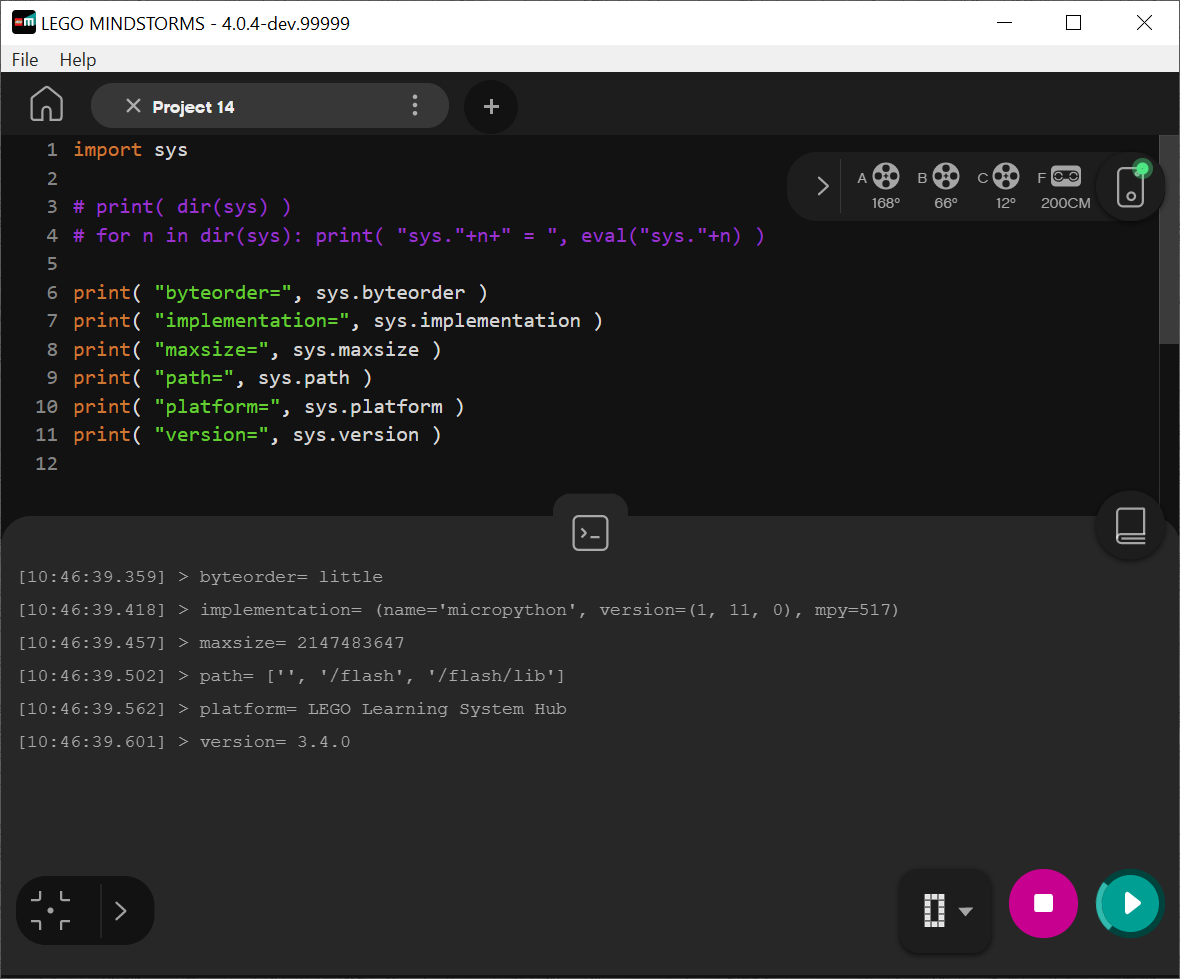 LEGO MINDSTORMS - 4.0.4-dev.99999
File Help
Project 14
1 import sys
2
3 # print( dir(sys) )
4 # for n in dir(sys): print( "sys."+n+" = ", eval("sys."+n) )
5
6 print( "byteorder=", sys.byteorder )
7 print( "implementation=", sys.implementation )
8 print( "maxsize=", sys.maxsize )
9 print( "path=", sys.path )
10 print( "platform=", sys.platform )
11 print( "version=", sys.version )
12
A B C F
168° 66° 12° 200CM
[10:46:39.359] > byteorder= little
[10:46:39.418] > implementation= (name='micropython', version=(1, 11, 0), mpy=517)
[10:46:39.457] > maxsize= 2147483647
[10:46:39.502] > path= ['', '/flash', '/flash/lib']
[10:46:39.562] > platform= LEGO Learning System Hub
[10:46:39.601] > version= 3.4.0